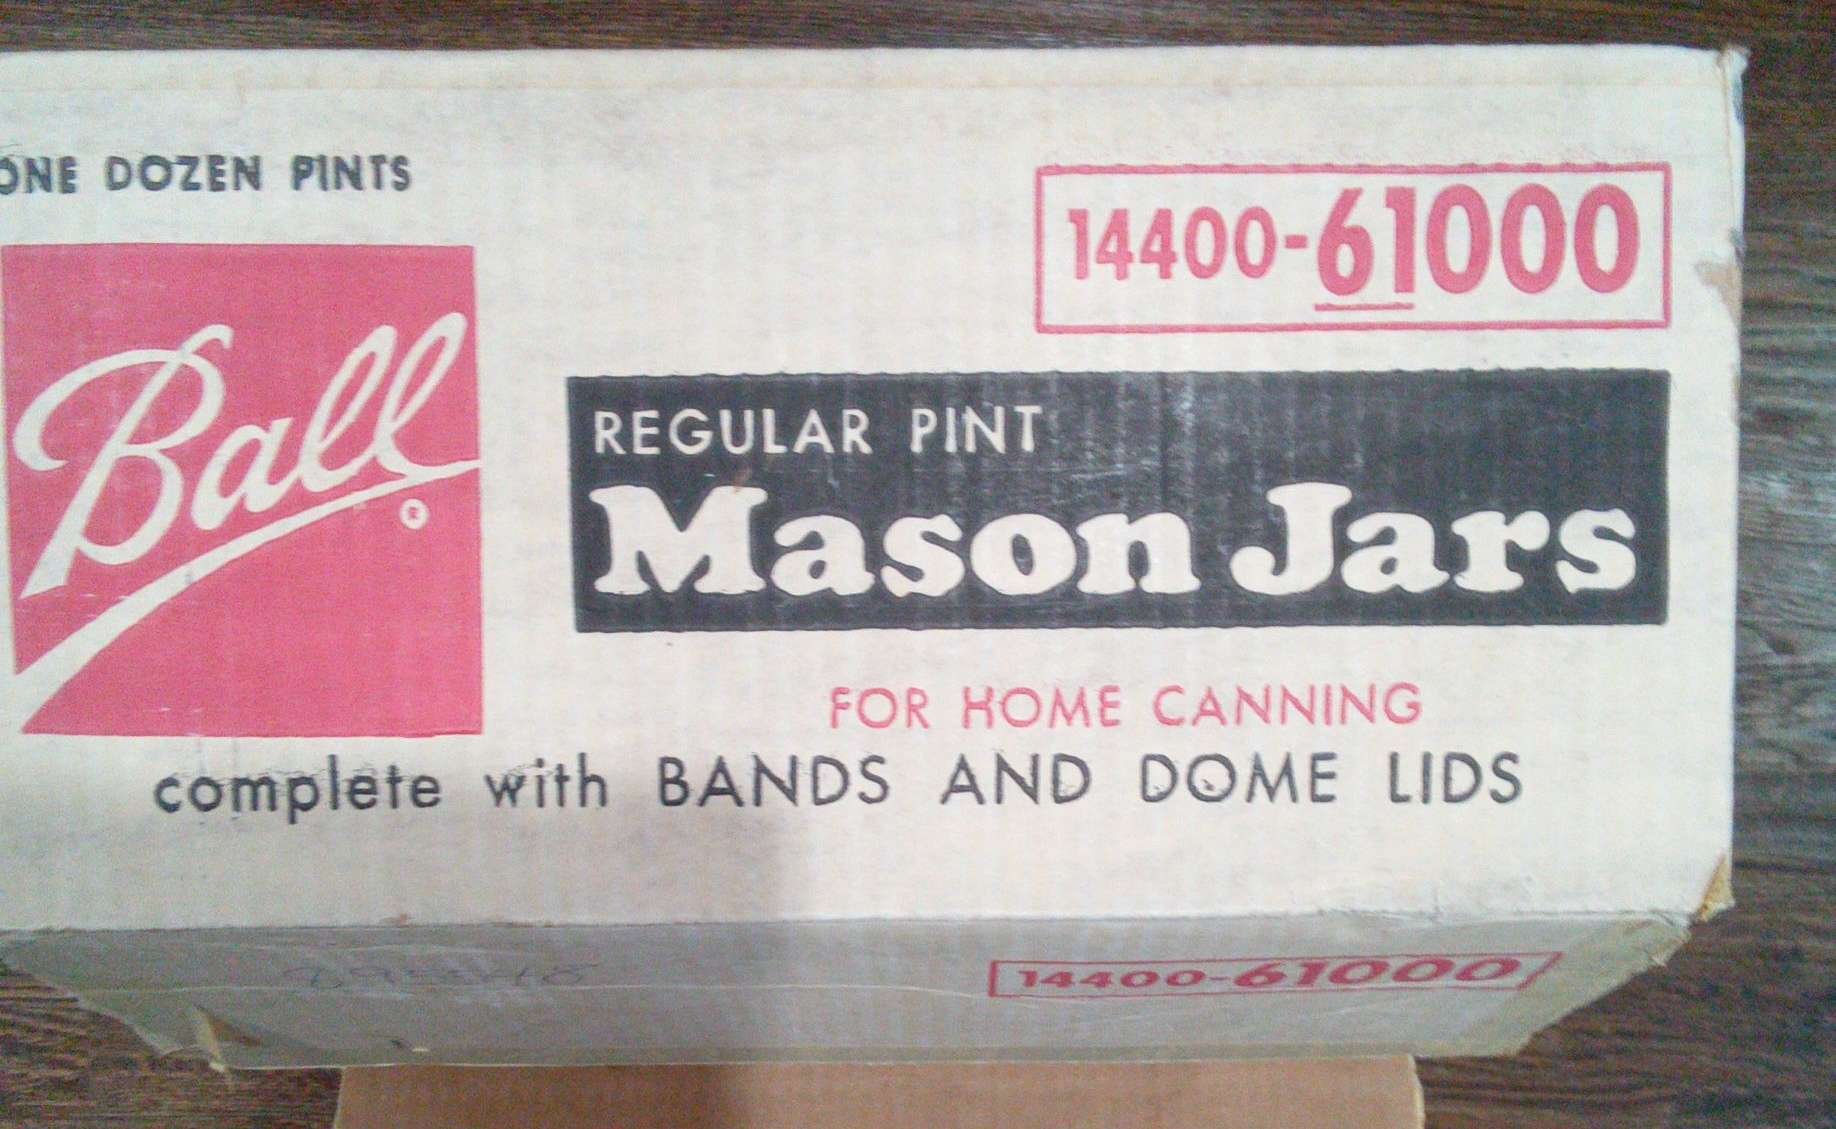 ONE DOZEN PINTS
14400-61000
Ball
®
REGULAR PINT
Mason Jars
FOR HOME CANNING
complete with BANDS AND DOME LIDS
14400-61000